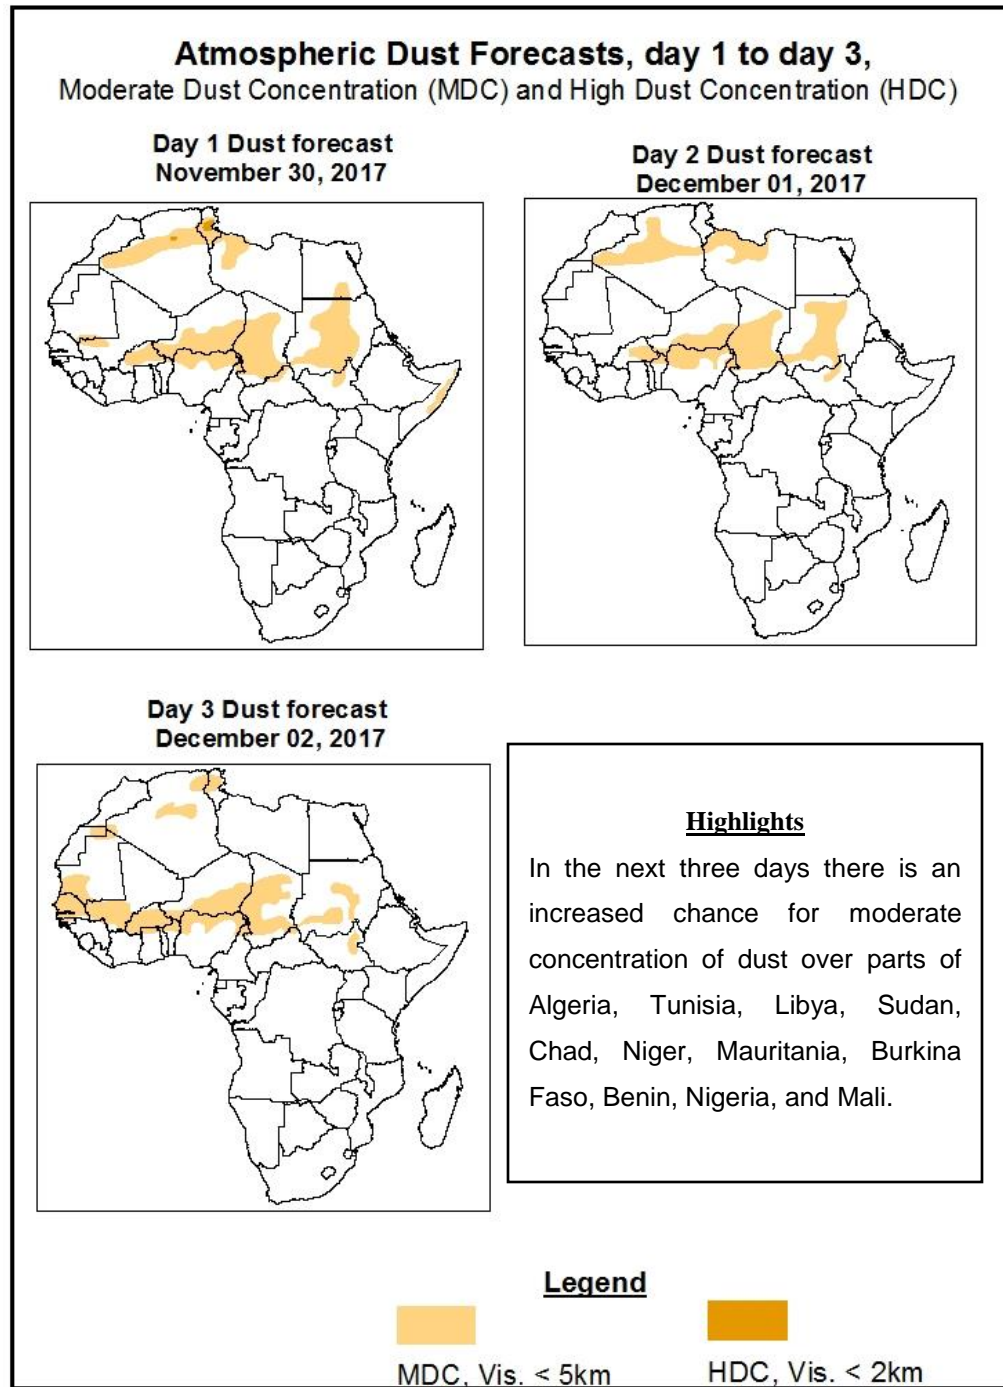 Atmospheric Dust Forecasts, day 1 to day 3,
Moderate Dust Concentration (MDC) and High Dust Concentration (HDC)
Day 1 Dust forecast
November 30, 2017
Day 2 Dust forecast
December 01, 2017
Day 3 Dust forecast
December 02, 2017
Highlights
In the next three days there is an
increased chance for moderate
concentration of dust over parts of
Algeria, Tunisia, Libya, Sudan,
Chad, Niger, Mauritania, Burkina
Faso, Benin, Nigeria, and Mali.
Legend
MDC, Vis. < 5km
HDC, Vis. < 2km